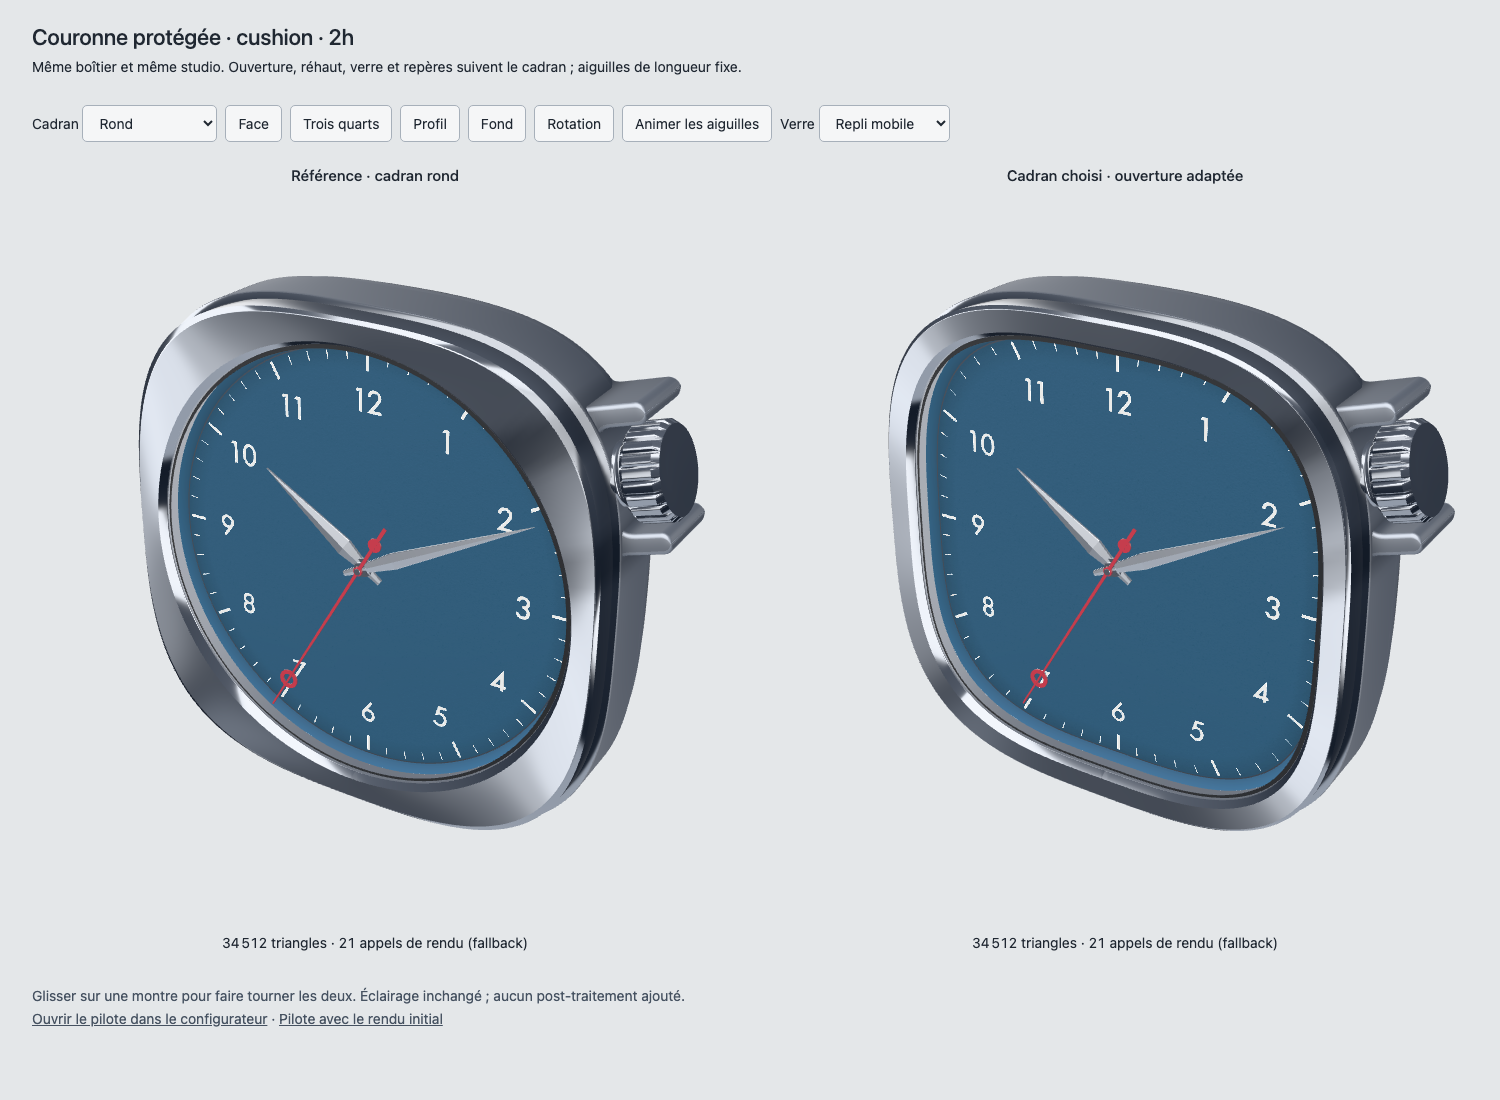 Couronne protégée · cushion · 2h
Même boîtier et même studio. Ouverture, réhaut, verre et repères suivent le cadran ; aiguilles de longueur fixe.
Cadran Rond Face Trois quarts Profil Fond Rotation Animer les aiguilles Verre Repli mobile
Référence · cadran rond
Cadran choisi · ouverture adaptée
12
1
2
3
4
5
6
7
8
9
10
11
12
1
2
3
4
5
6
8
9
10
11
34 512 triangles · 21 appels de rendu (fallback)
34 512 triangles · 21 appels de rendu (fallback)
Glisser sur une montre pour faire tourner les deux. Éclairage inchangé ; aucun post-traitement ajouté.
Ouvrir le pilote dans le configurateur · Pilote avec le rendu initial